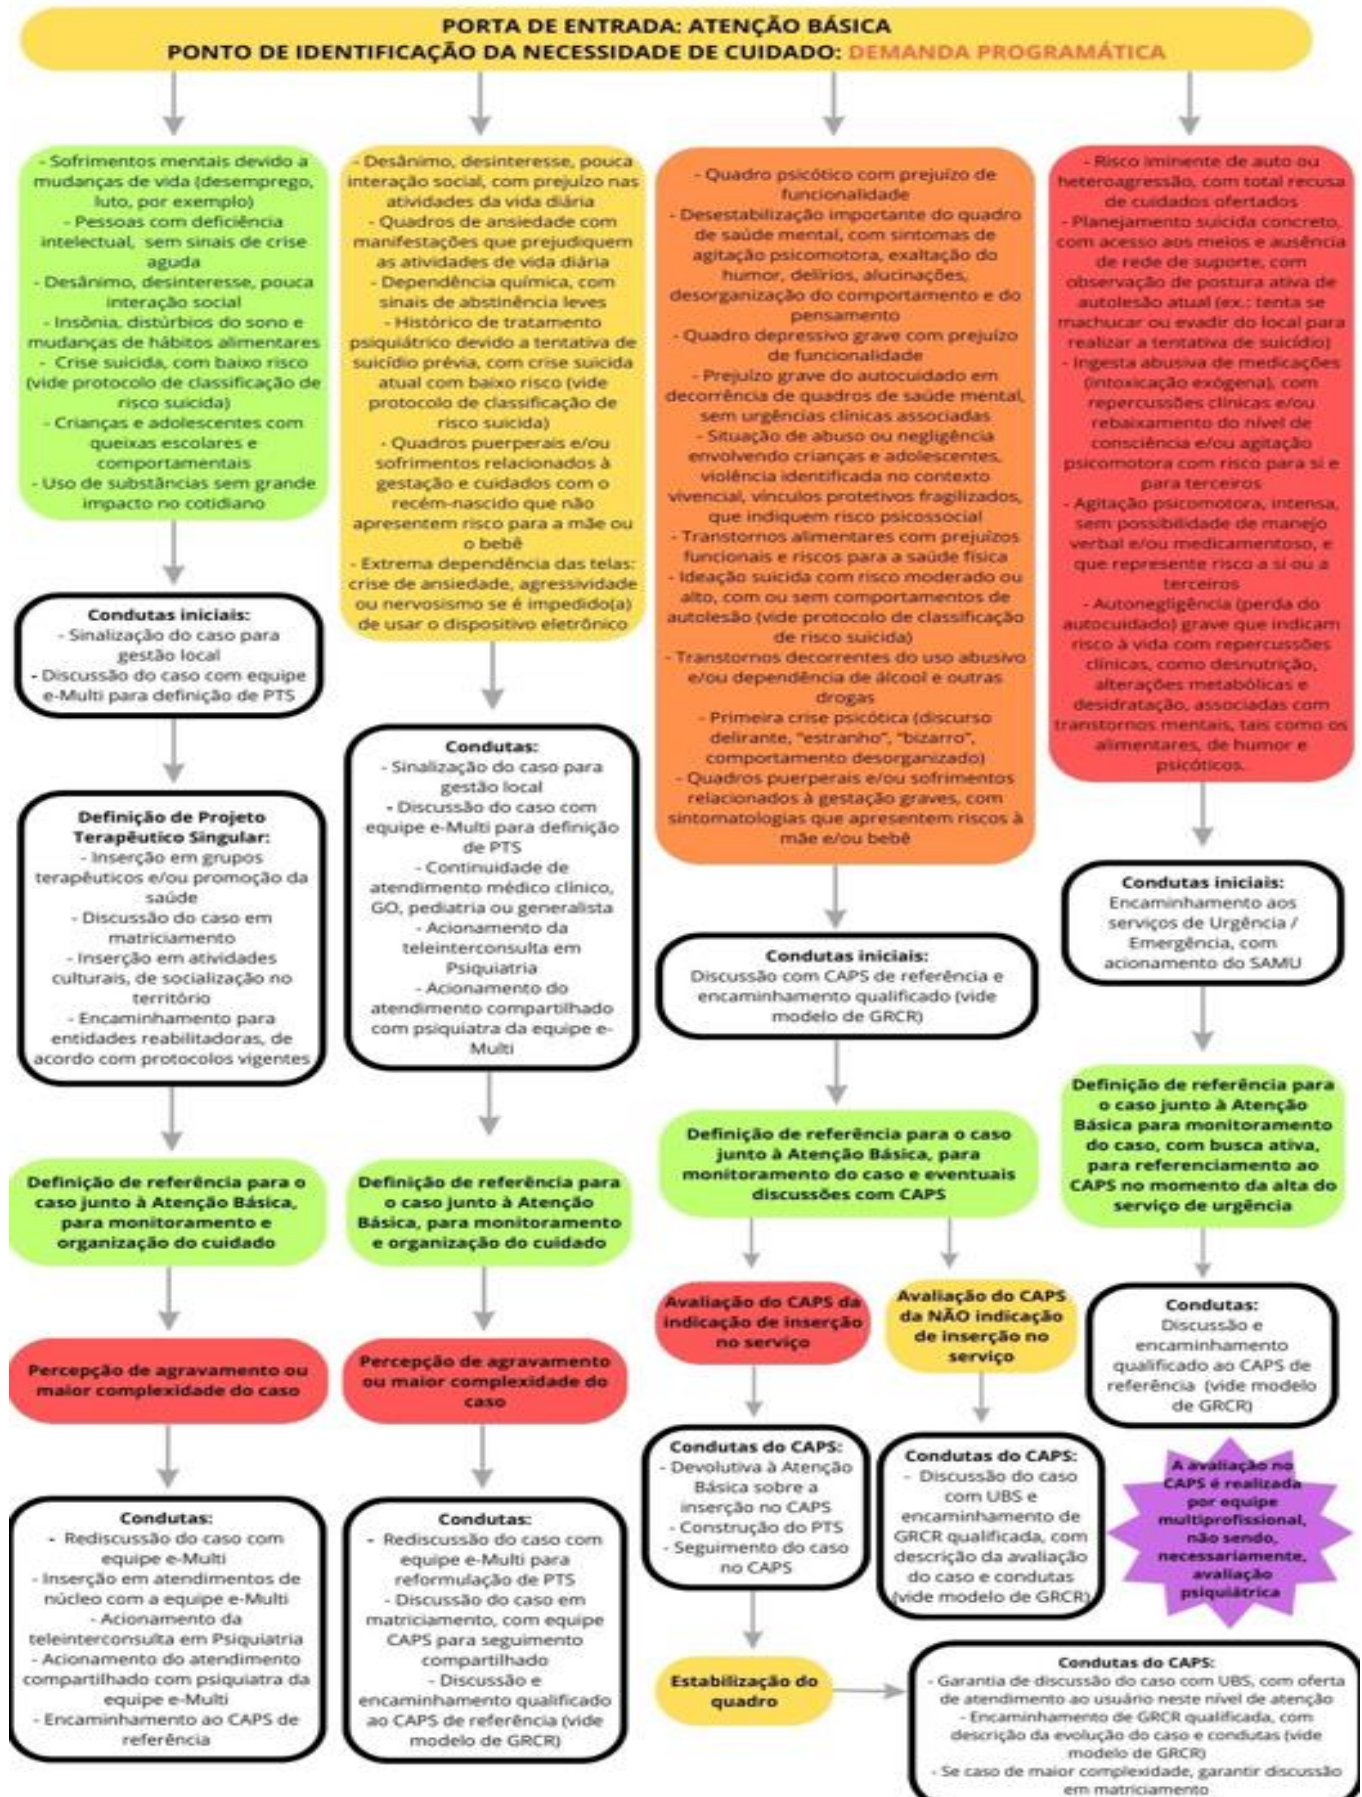 PORTA DE ENTRADA: ATENÇÃO BÁSICA
PONTO DE IDENTIFICAÇÃO DA NECESSIDADE DE CUIDADO: DEMANDA PROGRAMÁTICA
- Sofrimentos mentais devido a
mudanças de vida (desemprego,
luto, por exemplo)
- Pessoas com deficiência
intelectual, sem sinais de crise
aguda
- Desânimo, desinteresse, pouca
interação social
- Insônia, distúrbios do sono e
mudanças de hábitos alimentares
- Crise suicida, com baixo risco
(vide protocolo de classificação de
risco suicida)
- Crianças e adolescentes com
queixas escolares e
comportamentais
- Uso de substâncias sem grande
impacto no cotidiano
Condutas iniciais:
- Sinalização do caso para
gestão local
- Discussão do caso com equipe
e-Multi para definição de PTS
Definição de Projeto
Terapêutico Singular:
- Inserção em grupos
terapêuticos e/ou promoção da
saúde
- Discussão do caso em
matriciamento
- Inserção em atividades
culturais, de socialização no
território
- Encaminhamento para
entidades reabilitadoras, de
acordo com protocolos vigentes
Definição de referência para o
caso junto à Atenção Básica,
para monitoramento e
organização do cuidado
Percepção de agravamento ou
maior complexidade do caso
Condutas:
- Rediscussão do caso com
equipe e-Multi
- Inserção em atendimentos de
núcleo com a equipe e-Multi
- Acionamento da
teleinterconsulta em Psiquiatria
- Acionamento do atendimento
compartilhado com psiquiatra da
equipe e-Multi
- Encaminhamento ao CAPS de
referência
- Desânimo, desinteresse, pouca
interação social, com prejuízo nas
atividades da vida diária
- Quadros de ansiedade com
manifestações que prejudiquem
as atividades de vida diária
- Dependência química, com
sinais de abstinência leves
- Histórico de tratamento
psiquiátrico devido a tentativa de
suicídio prévia, com crise suicida
atual com baixo risco (vide
protocolo de classificação de
risco suicida)
- Quadros puerperais e/ou
sofrimentos relacionados à
gestação e cuidados com o
recém-nascido que não
apresentem risco para a mãe ou
o bebê
- Extrema dependência das telas:
crise de ansiedade, agressividade
ou nervosismo se é impedido(a)
de usar o dispositivo eletrônico
Condutas:
- Sinalização do caso para
gestão local
- Discussão do caso com
equipe e-Multi para definição
de PTS
- Continuidade de
atendimento médico clínico,
GO, pediatria ou generalista
- Acionamento da
teleinterconsulta em
Psiquiatria
- Acionamento do
atendimento compartilhado
com psiquiatra da equipe e-
Multi
Definição de referência para
o caso junto à Atenção
Básica, para monitoramento
e organização do cuidado
Percepção de agravamento
ou maior complexidade do
caso
Condutas:
- Rediscussão do caso com
equipe e-Multi para
reformulação de PTS
- Discussão do caso em
matriciamento, com equipe
CAPS para seguimento
compartilhado
- Discussão e
encaminhamento qualificado
ao CAPS de referência (vide
modelo de GRCR)
- Quadro psicótico com prejuízo de
funcionalidade
- Desestabilização importante do quadro
de saúde mental, com sintomas de
agitação psicomotora, exaltação do
humor, delírios, alucinações,
desorganização do comportamento e do
pensamento
- Quadro depressivo grave com prejuízo
de funcionalidade
- Prejuízo grave do autocuidado em
decorrência de quadros de saúde mental,
sem urgências clínicas associadas
- Situação de abuso ou negligência
envolvendo crianças e adolescentes,
violência identificada no contexto
vivencial, vínculos protetivos fragilizados,
que indiquem risco psicossocial
- Transtornos alimentares com prejuízos
funcionais e riscos para a saúde física
- Ideação suicida com risco moderado ou
alto, com ou sem comportamentos de
autolesão (vide protocolo de classificação
de risco suicida)
- Transtornos decorrentes do uso abusivo
e/ou dependência de álcool e outras
drogas
- Primeira crise psicótica (discurso
delirante, "estranho", "bizarro",
comportamento desorganizado)
- Quadros puerperais e/ou sofrimentos
relacionados à gestação graves, com
sintomatologias que apresentem riscos à
mãe e/ou bebê
Condutas iniciais:
Discussão com CAPS de referência e
encaminhamento qualificado (vide
modelo de GRCR)
Definição de referência para o caso
junto à Atenção Básica, para
monitoramento do caso e eventuais
discussões com CAPS
Avaliação do CAPS da
indicação de inserção
no serviço
Condutas do CAPS:
- Devolutiva à Atenção
Básica sobre a
inserção no CAPS
- Construção do PTS
- Seguimento do caso
no CAPS
Estabilização do
quadro
Avaliação do CAPS
da NÃO indicação
de inserção no
serviço
Condutas do CAPS:
- Discussão do caso
com UBS e
encaminhamento de
GRCR qualificada, com
descrição da avaliação
do caso e condutas
(vide modelo de GRCR)
- Risco iminente de auto ou
heteroagressão, com total recusa
de cuidados ofertados
- Planejamento suicida concreto,
com acesso aos meios e ausência
de rede de suporte, com
observação de postura ativa de
autolesão atual (ex.: tenta se
machucar ou evadir do local para
realizar a tentativa de suicídio)
- Ingesta abusiva de medicações
(intoxicação exógena), com
repercussões clínicas e/ou
rebaixamento do nível de
consciência e/ou agitação
psicomotora com risco para si e
para terceiros
- Agitação psicomotora, intensa,
sem possibilidade de manejo
verbal e/ou medicamentoso, e
que represente risco a si ou a
terceiros
- Autonegligência (perda do
autocuidado) grave que indicam
risco à vida com repercussões
clínicas, como desnutrição,
alterações metabólicas e
desidratação, associadas com
transtornos mentais, tais como os
alimentares, de humor e
psicóticos.
Condutas iniciais:
Encaminhamento aos
serviços de Urgência /
Emergência, com
acionamento do SAMU
Definição de referência para
o caso junto à Atenção
Básica para monitoramento
do caso, com busca ativa,
para referenciamento ao
CAPS no momento da alta do
serviço de urgência
Condutas:
Discussão e
encaminhamento
qualificado ao CAPS de
referência (vide modelo
de GRCR)
A avaliação no
CAPS é realizada
por equipe
multiprofissional,
não sendo,
necessariamente,
avaliação
psiquiátrica
Condutas do CAPS:
- Garantia de discussão do caso com UBS, com oferta
de atendimento ao usuário neste nível de atenção
- Encaminhamento de GRCR qualificada, com
descrição da evolução do caso e condutas (vide
modelo de GRCR)
- Se caso de maior complexidade, garantir discussão
em matriciamento